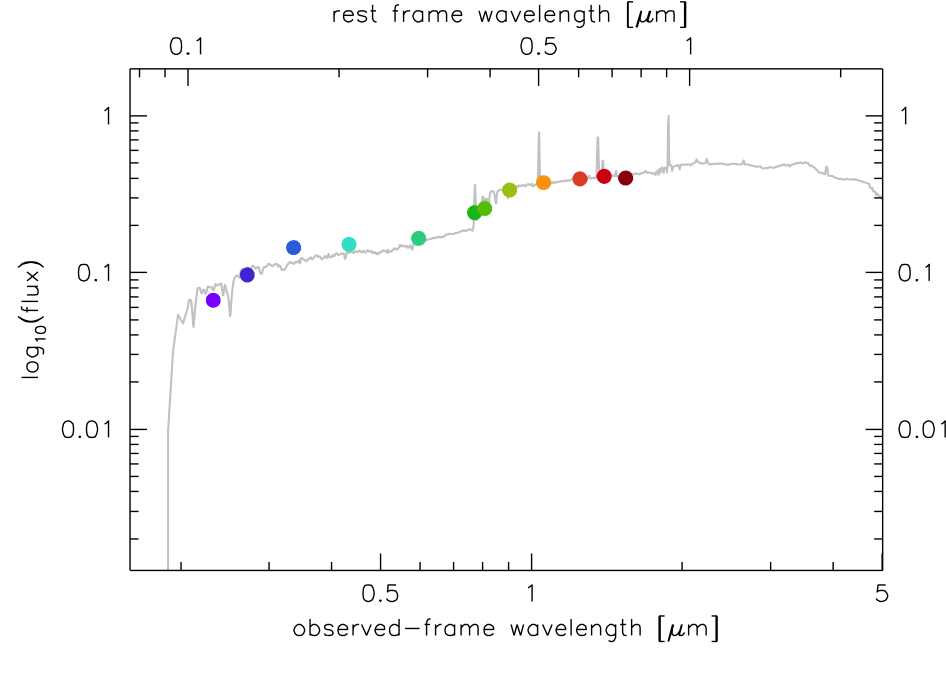 rest frame wavelength [μm]
0.1 0.5 1
1 1
0.1 0.1
0.01 0.01
log10(flux)
0.5 1 5
observed-frame wavelength [μm]